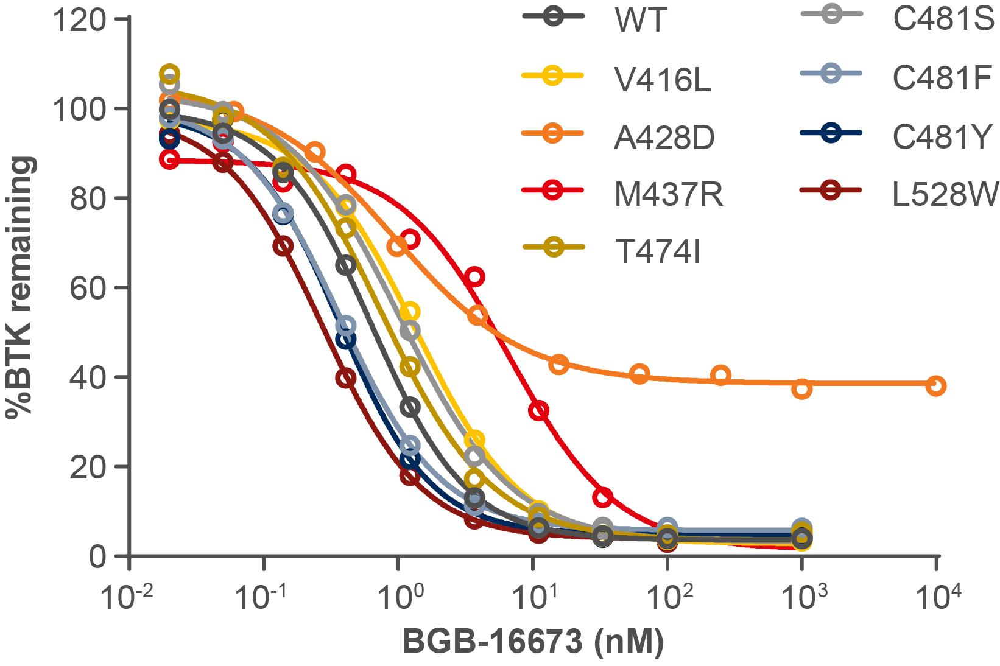 120
100
80
60
40
20
0
%BTK remaining
10-2
10-1
100
101
102
103
104
BGB-16673 (nM)
WT
V416L
A428D
M437R
T474I
C481S
C481F
C481Y
L528W